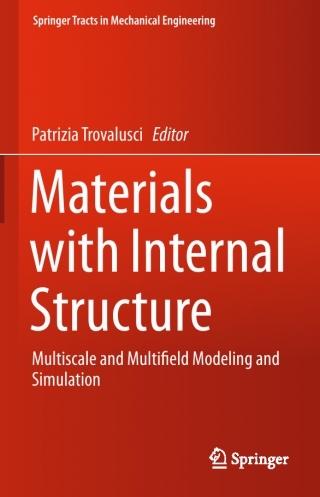 Springer Tracts in Mechanical Engineering
Patrizia Trovalusci Editor
Materials
with Internal
Structure
Multiscale and Multifield Modeling and
Simulation
Springer